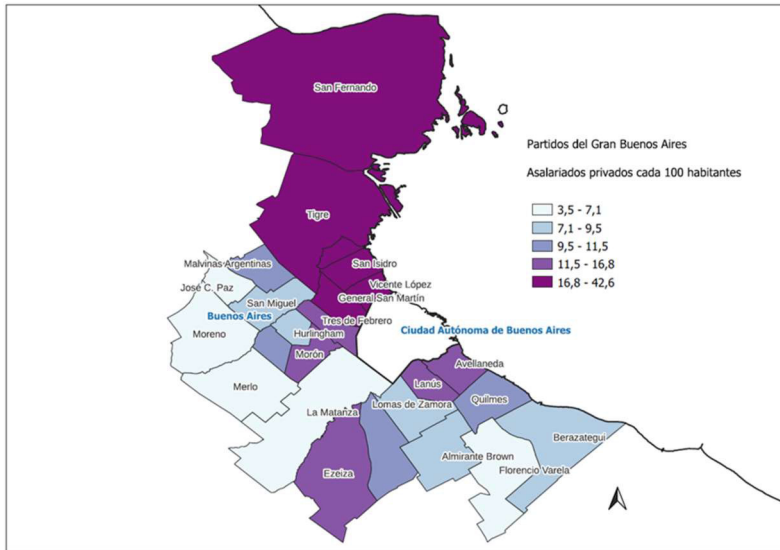 San Fernando
Partidos del Gran Buenos Aires
Asalariados privados cada 100 habitantes
3,5 - 7,1
7,1 - 9,5
9,5 - 11,5
11,5 - 16,8
16,8 - 42,6
Tigre
Malvinas Argentinas
San Isidro
José C. Paz
Vicente López
San Miguel
General San Martín
Buenos Aires
Tres de Febrero
Ciudad Autónoma de Buenos Aires
Moreno
Hurlingham
Morón
Avellaneda
Merlo
Lanús
La Matanza
Lomas de Zamora
Quilmes
Berazategui
Almirante Brown
Ezeiza
Florencio Varela